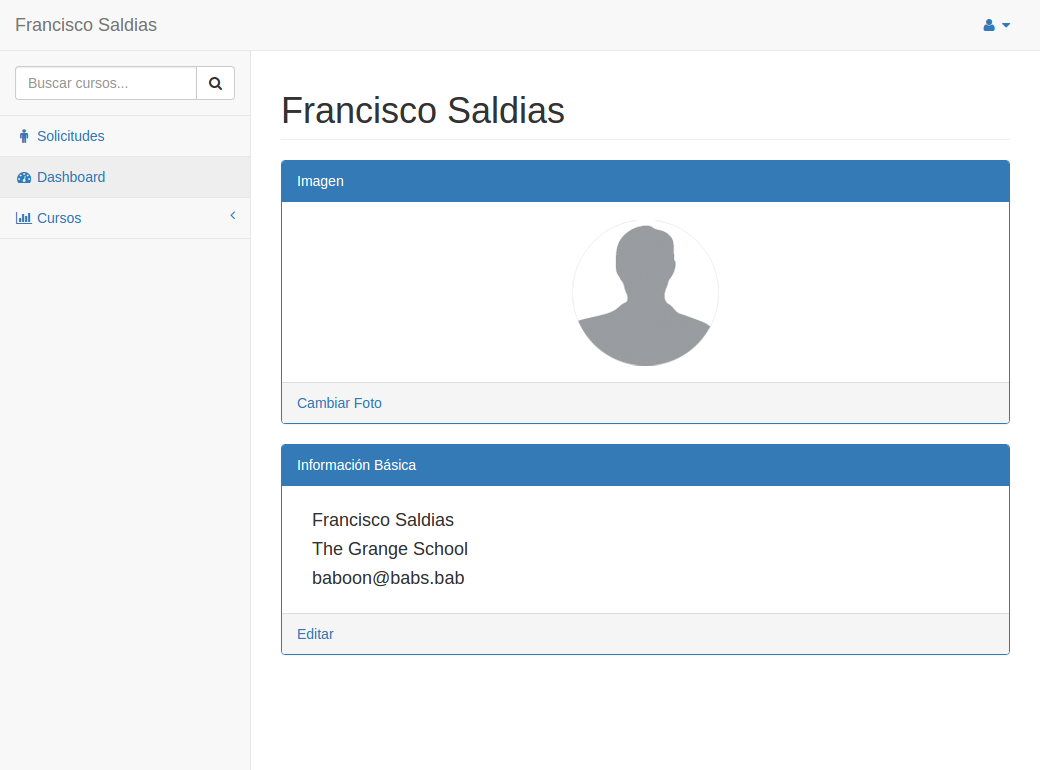 Francisco Saldias
Buscar cursos...
Solicitudes
Dashboard
Cursos
Francisco Saldias
Imagen
Cambiar Foto
Información Básica
Francisco Saldias
The Grange School
baboon@babs.bab
Editar